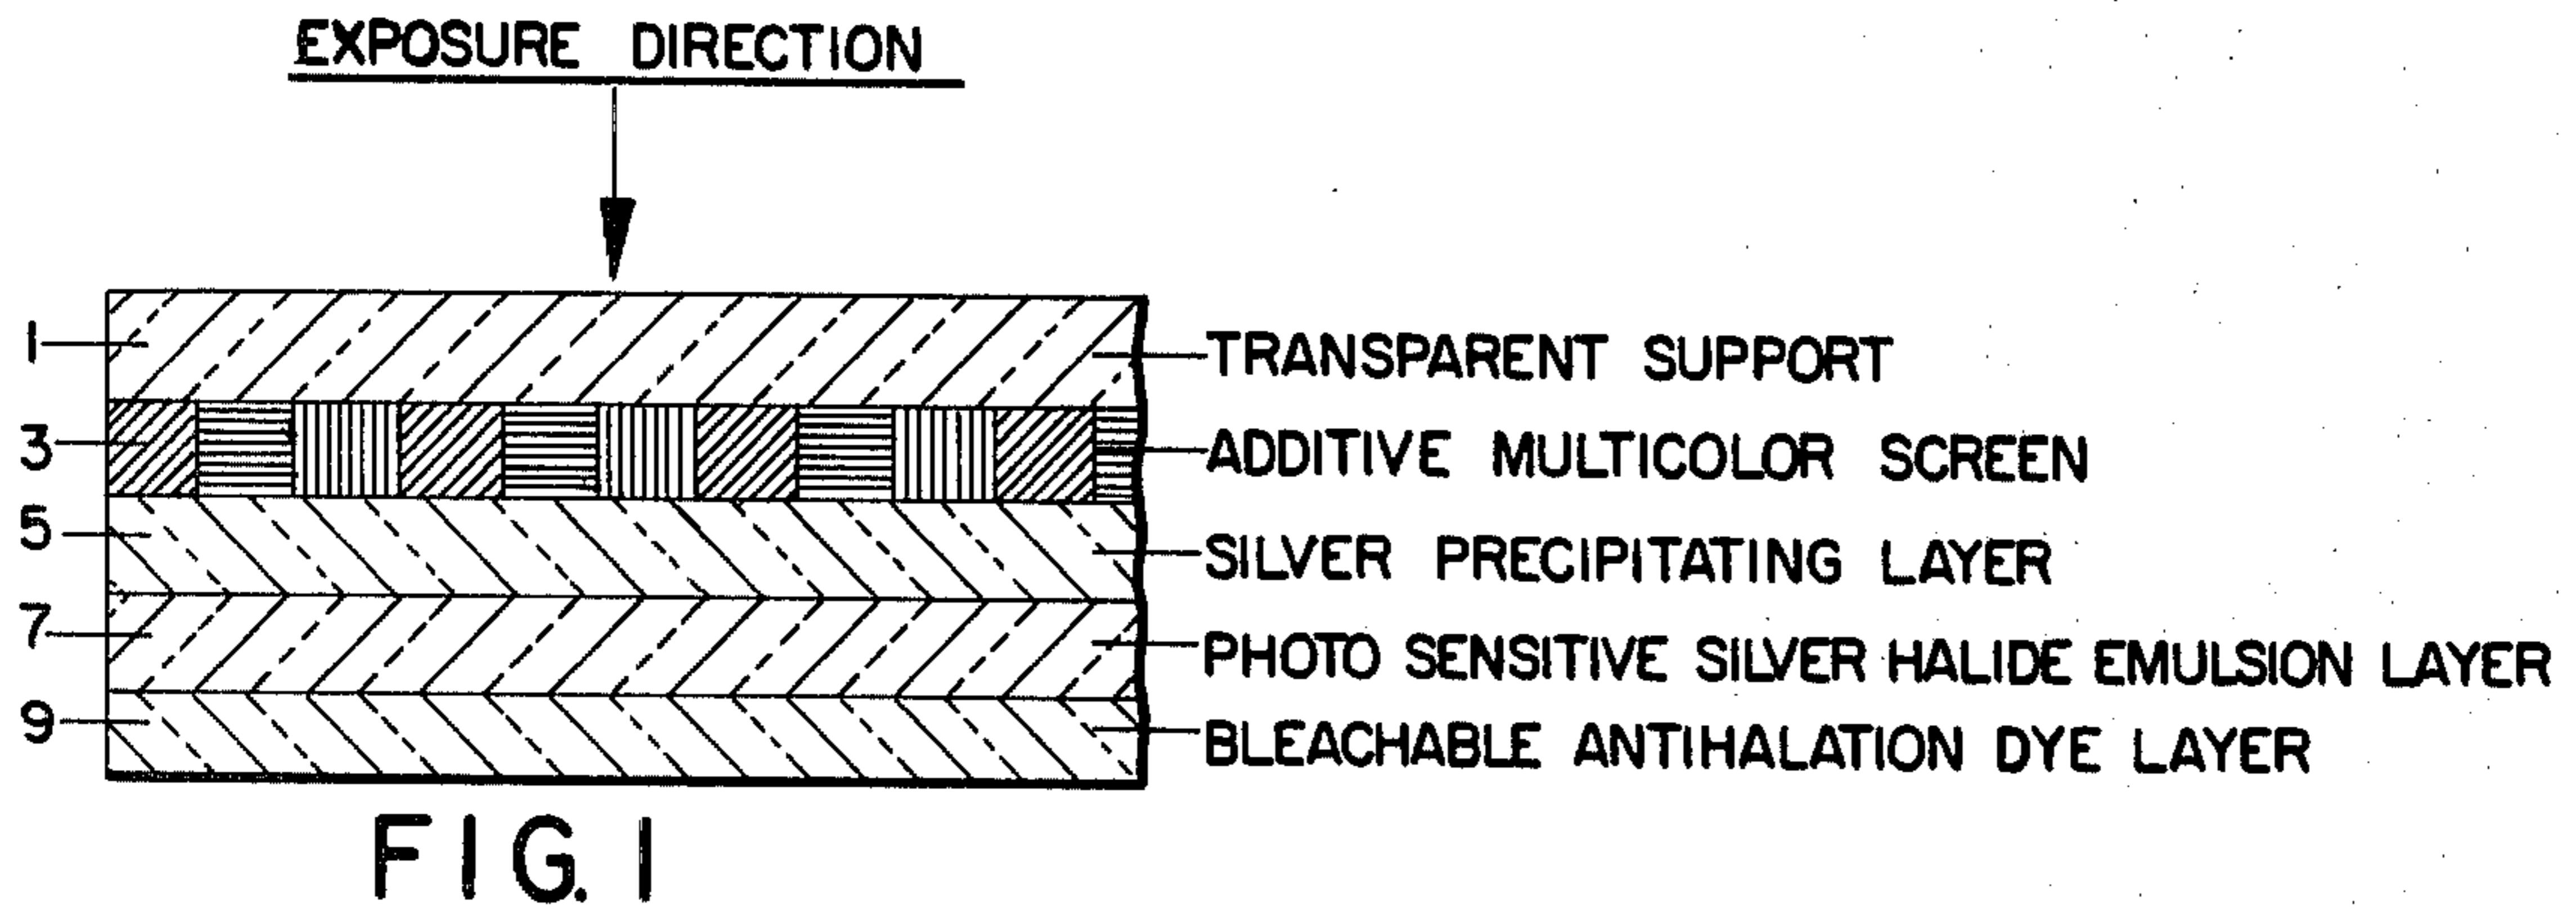 EXPOSURE DIRECTION
1 TRANSPARENT SUPPORT
3 ADDITIVE MULTICOLOR SCREEN
5 SILVER PRECIPITATING LAYER
7 PHOTO SENSITIVE SILVER HALIDE EMULSION LAYER
9 BLEACHABLE ANTIHALATION DYE LAYER
FIG. 1